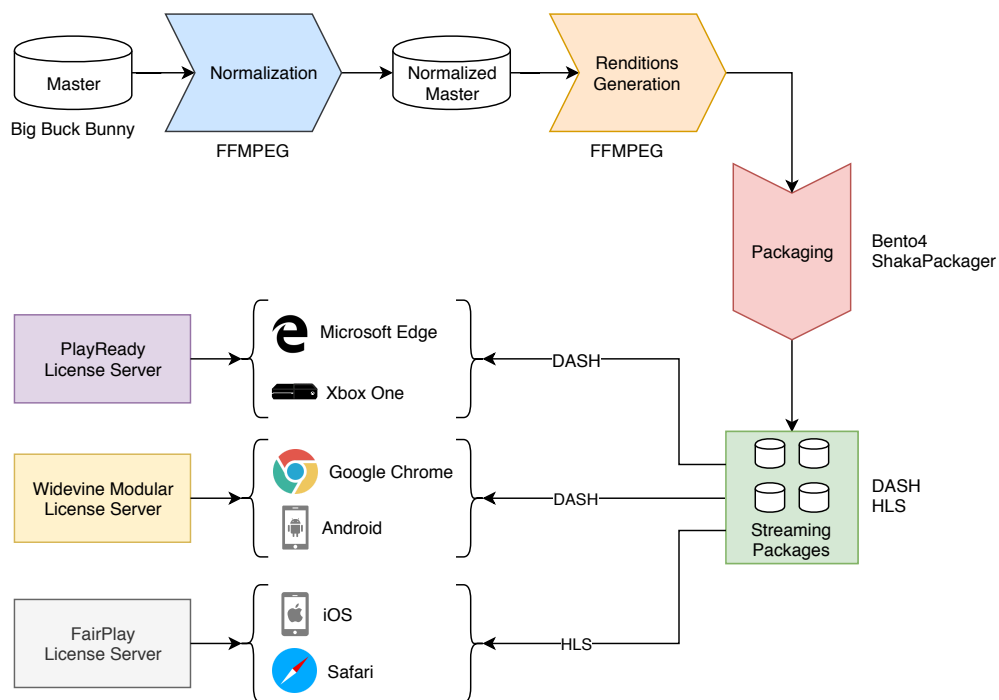 Master
Big Buck Bunny
Normalization
FFMPEG
Normalized
Master
Renditions
Generation
FFMPEG
Packaging
Bento4
ShakaPackager
PlayReady
License Server
Microsoft Edge
Xbox One
DASH
Widevine Modular
License Server
Google Chrome
Android
DASH
Streaming
Packages
DASH
HLS
FairPlay
License Server
iOS
Safari
HLS